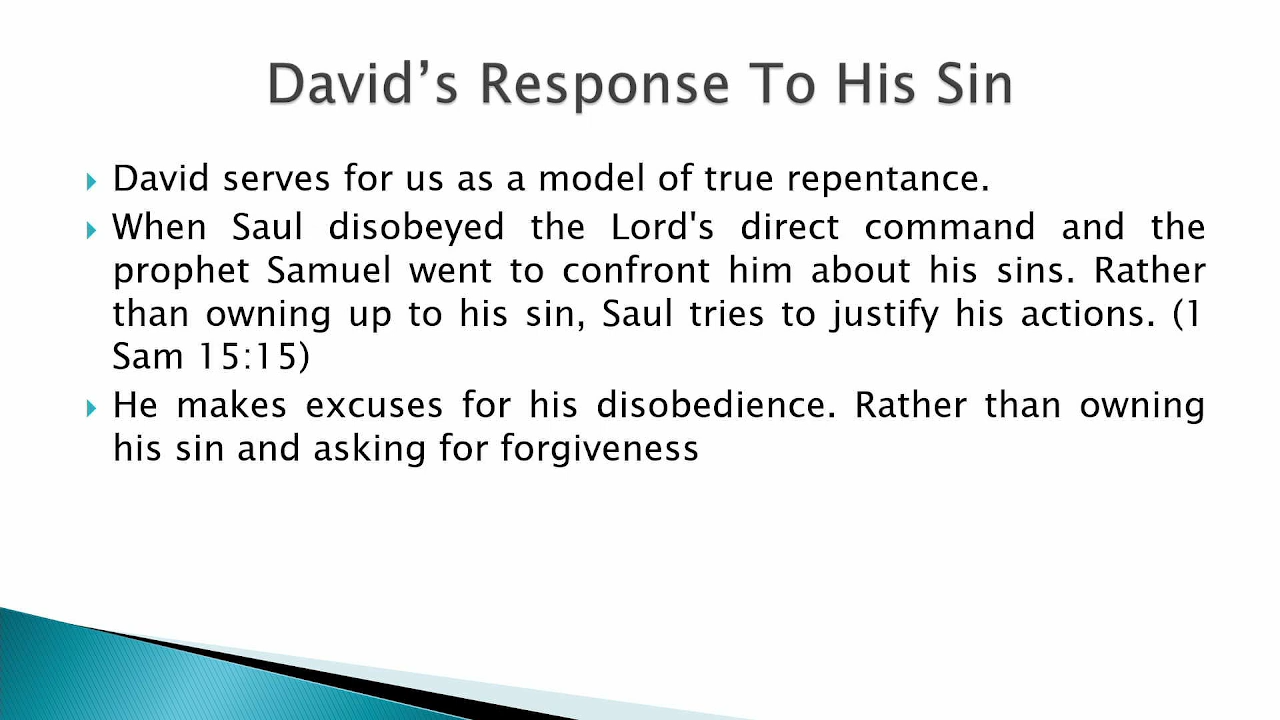 David’s Response To His Sin
David serves for us as a model of true repentance.
When Saul disobeyed the Lord's direct command and the
prophet Samuel went to confront him about his sins. Rather
than owning up to his sin, Saul tries to justify his actions. (1
Sam 15:15)
He makes excuses for his disobedience. Rather than owning
his sin and asking for forgiveness